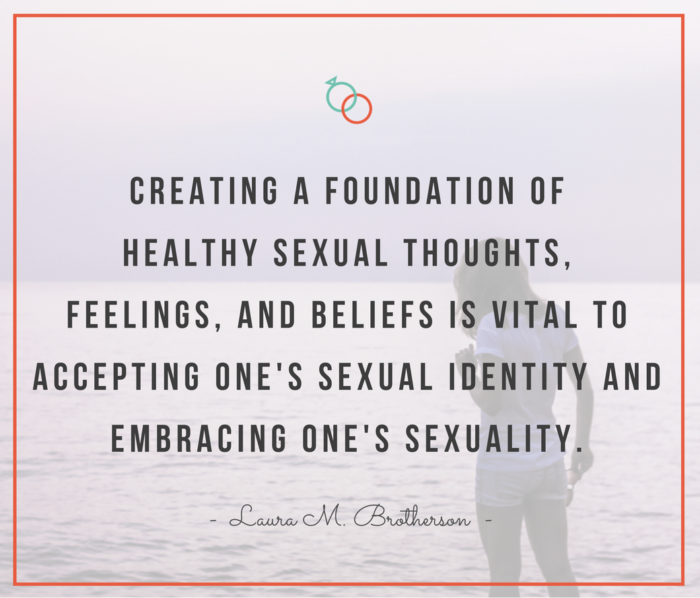 CREATING A FOUNDATION OF
HEALTHY SEXUAL THOUGHTS,
FEELINGS, AND BELIEFS IS VITAL TO
ACCEPTING ONE'S SEXUAL IDENTITY AND
EMBRACING ONE'S SEXUALITY.
- Laura M. Brotherson -